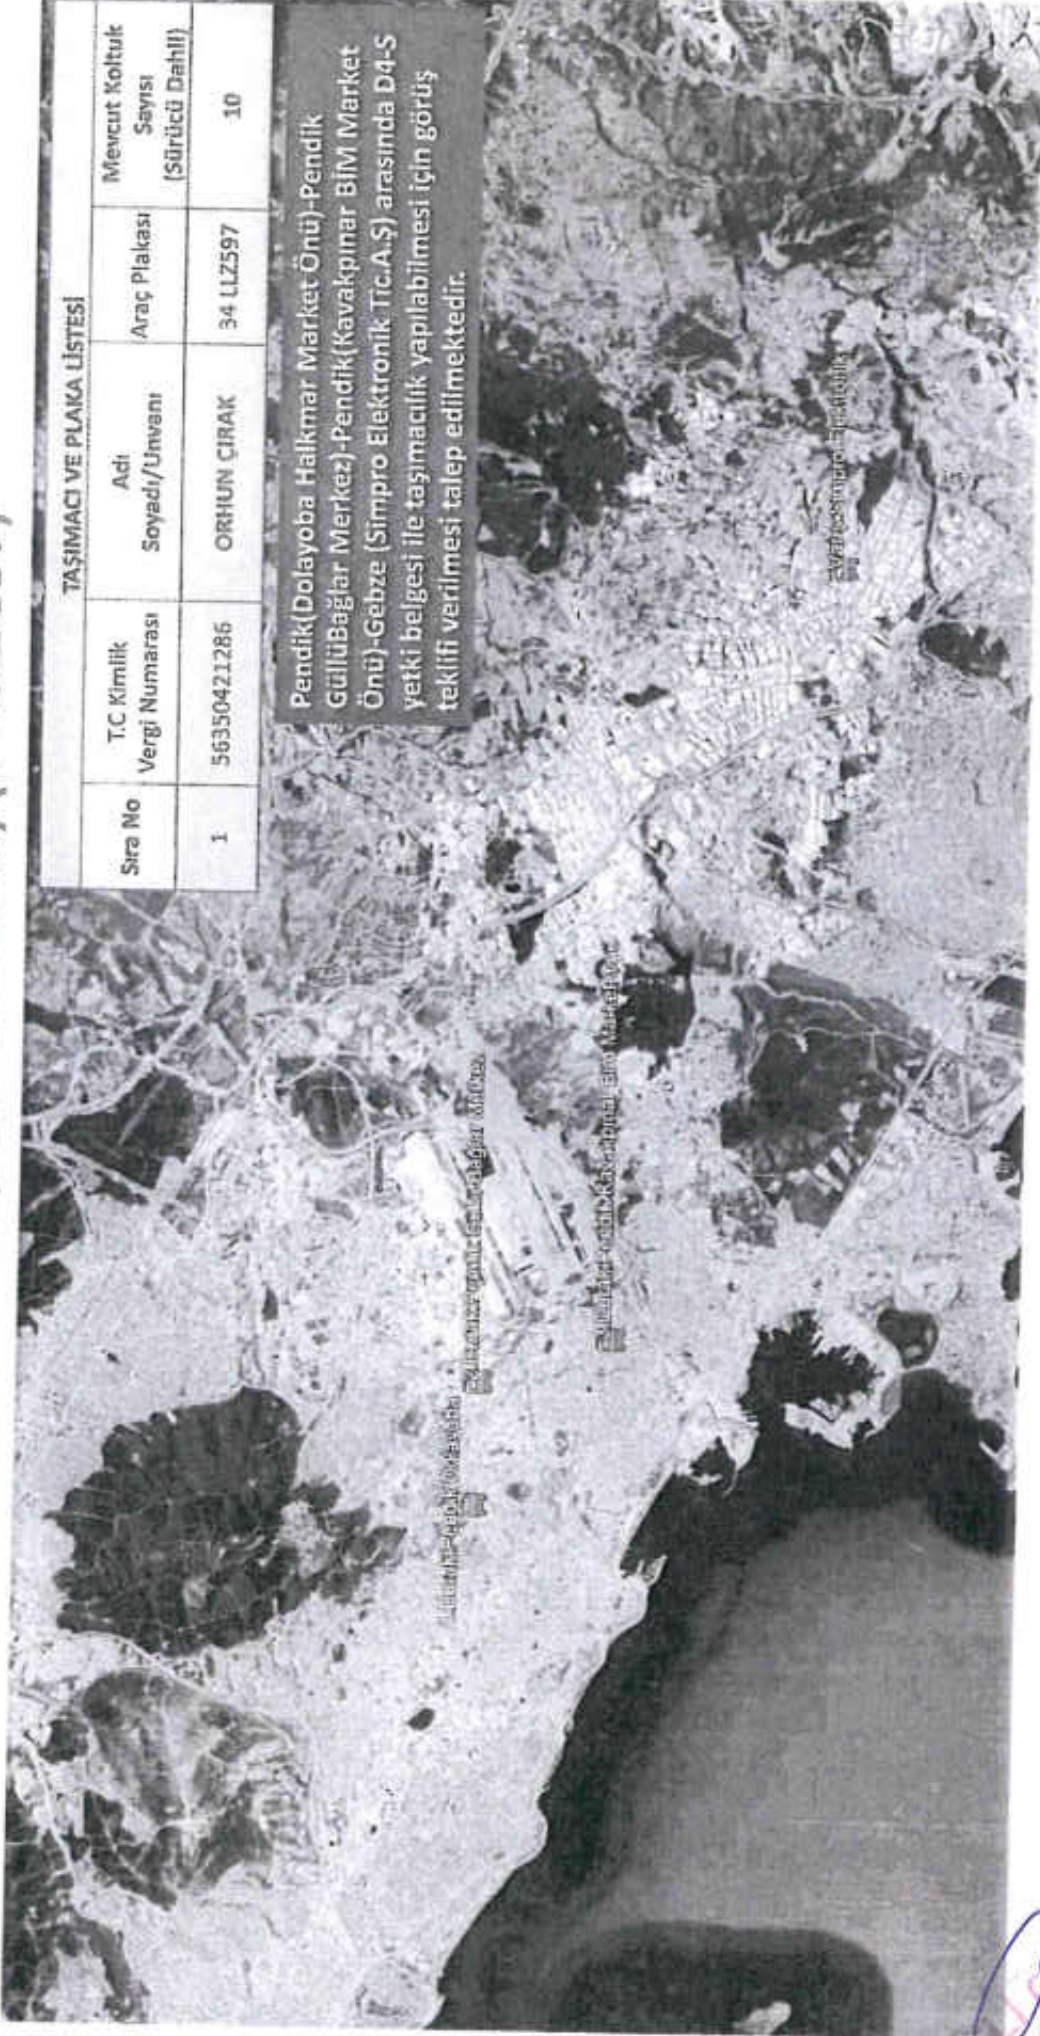 TAŞIMACI VE PLAKA LİSTESİ
Sıra No
T.C Kimlik
Vergi Numarası
Adı
Soyadı/Unvanı
Araç Plakası
Mevcut Koltuk
Sayısı
(Sürücü Dahil)
1
56350421286
ORHUN ÇIRAK
34 LLZ597
10
Pendik(Dolayoba Halkmar Market Önü)-Pendik
GüllüBağlar Merkez)-Pendik(Kavakpınar BİM Market
Önü)-Gebze (Simpro Elektronik Tic.A.Ş) arasında D4-S
yetki belgesi ile taşımacılık yapılabilmesi için görüş
teklifi verilmesi talep edilmektedir.